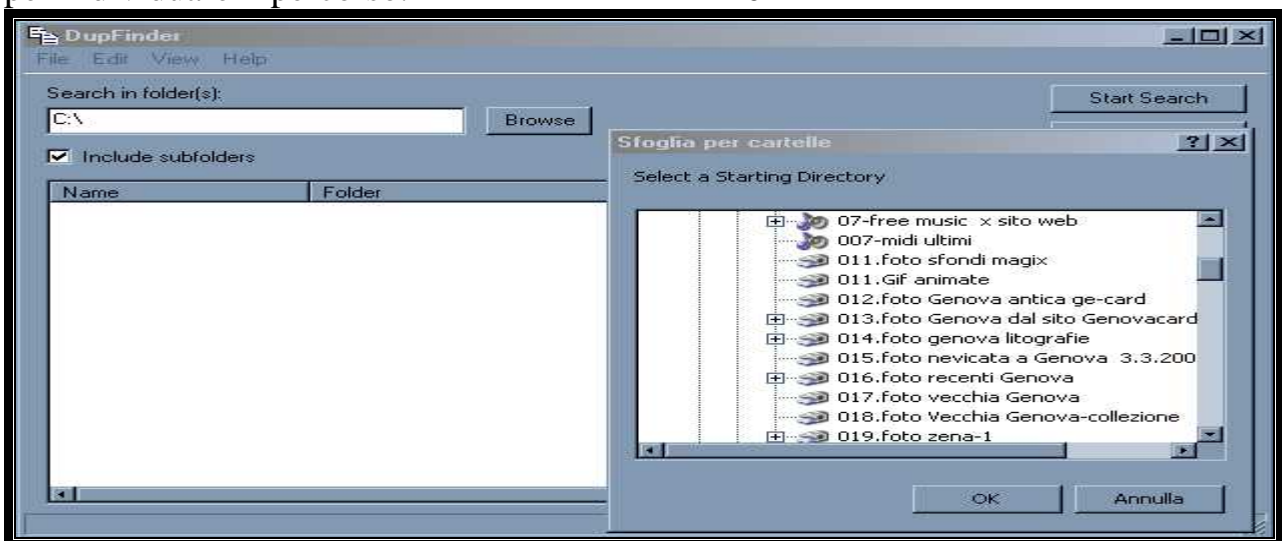 DupFinder
File Edit View Help
Search in folder(s):
Start Search
C:\
Browse
Include subfolders
Name Folder
Sfoglia per cartelle
Select a Starting Directory
07-free music x sito web
007-midi ultimi
011.foto sfondi magix
011.Gif animate
012.foto Genova antica ge-card
013.foto Genova dal sito Genovacard
014.foto genova litografie
015.foto nevicata a Genova 3.3.200
016.foto recenti Genova
017.foto vecchia Genova
018.foto Vecchia Genova-collezione
019.foto zena-1
OK Annulla